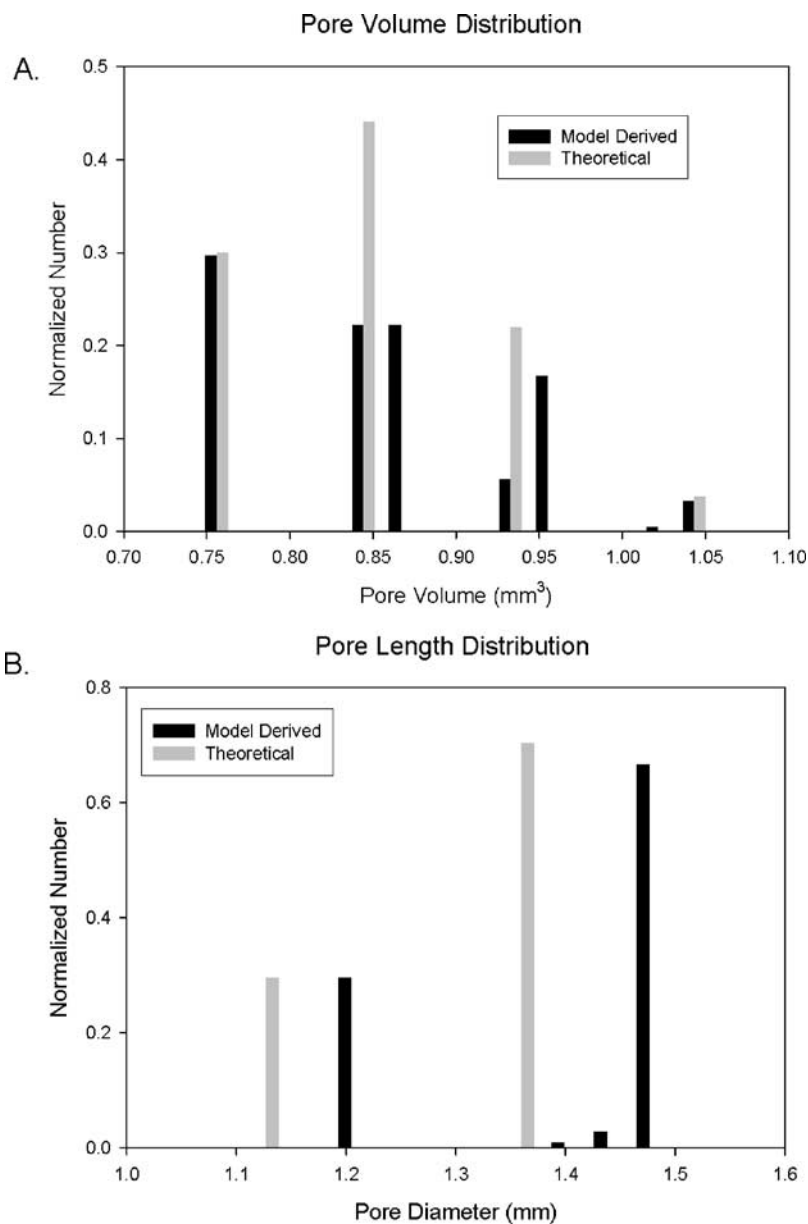 Pore Volume Distribution
A.
0.5
0.4
0.3
0.2
0.1
0.0
Normalized Number
Model Derived
Theoretical
0.70 0.75 0.80 0.85 0.90 0.95 1.00 1.05 1.10
Pore Volume (mm³)
Pore Length Distribution
B.
0.8
0.6
0.4
0.2
0.0
Normalized Number
Model Derived
Theoretical
1.0 1.1 1.2 1.3 1.4 1.5 1.6
Pore Diameter (mm)